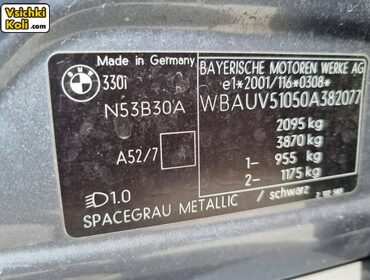 Vsichki
Koli.com
Made in Germany
BMW
330i
N53B30A
A52/7
1.0
SPACEGRAU METALLIC / schwarz
BAYERISCHE MOTOREN WERKE AG
e1*2001/116*0308*
WBAUV51050A382077
2095 kg
3870 kg
1- 955 kg
2- 1175 kg